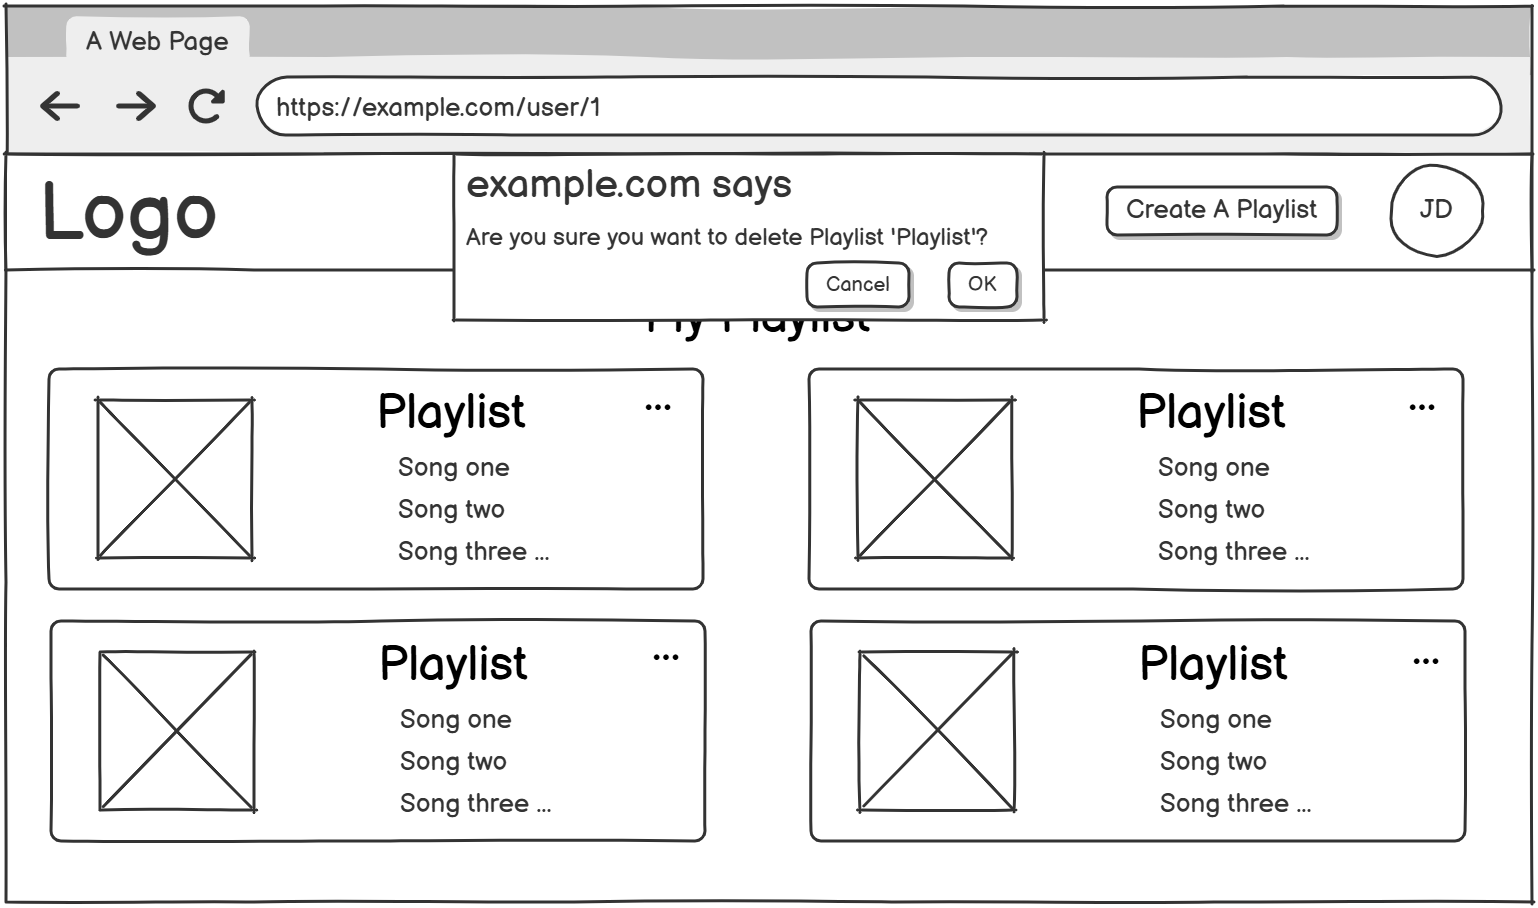 A Web Page
https://example.com/user/1
Logo
example.com says
Are you sure you want to delete Playlist 'Playlist'?
Cancel
OK
Create A Playlist
JD
My Playlist
Playlist
...
Song one
Song two
Song three ...
Playlist
...
Song one
Song two
Song three ...
Playlist
...
Song one
Song two
Song three ...
Playlist
...
Song one
Song two
Song three ...